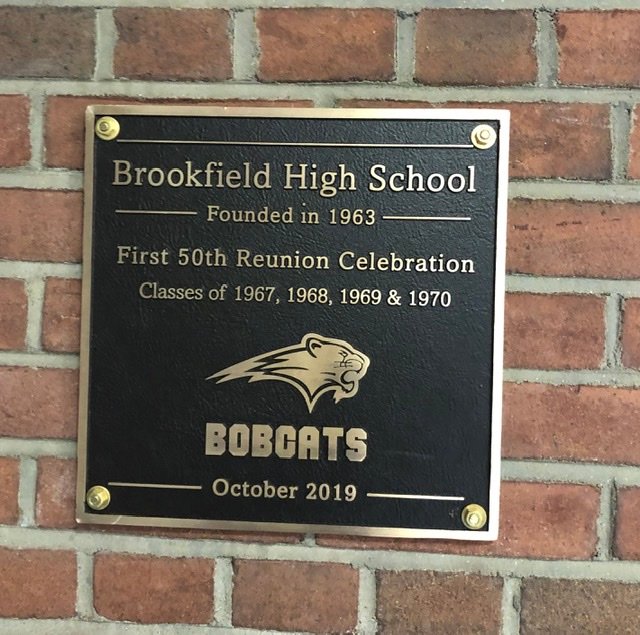 Brookfield High School
Founded in 1963
First 50th Reunion Celebration
Classes of 1967, 1968, 1969 & 1970
BOBCATS
October 2019